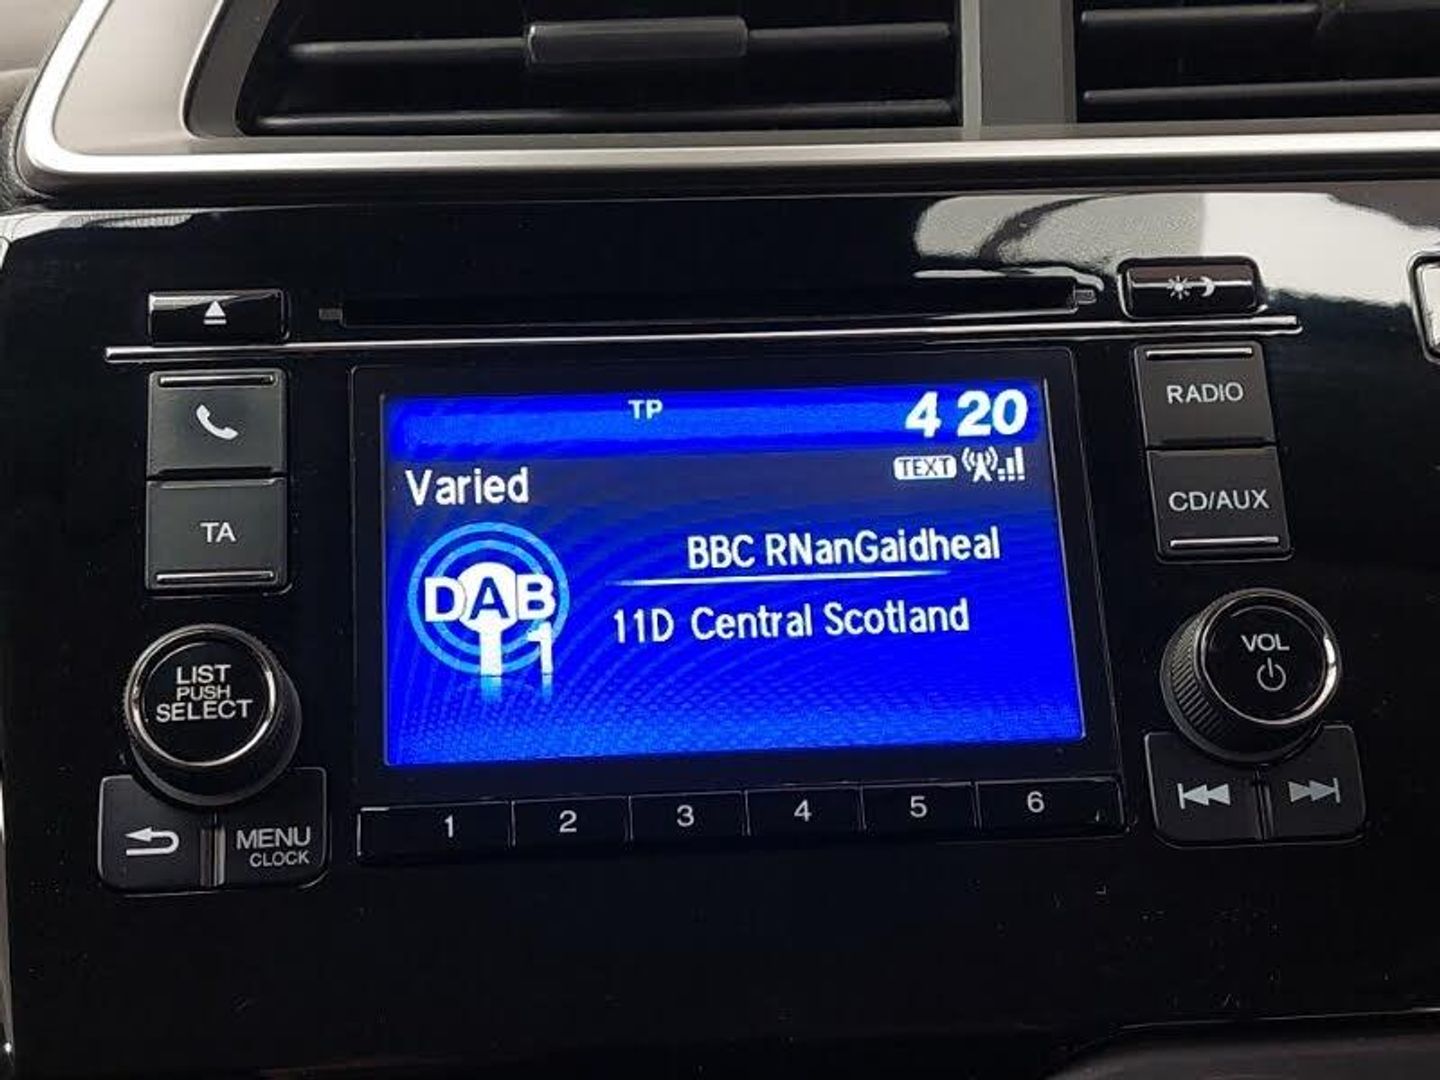 TP
4 20
TEXT
Varied
BBC RNanGaidheal
DAB
1
11D Central Scotland
RADIO
TA
CD/AUX
LIST
PUSH
SELECT
VOL
MENU
CLOCK
1 2 3 4 5 6